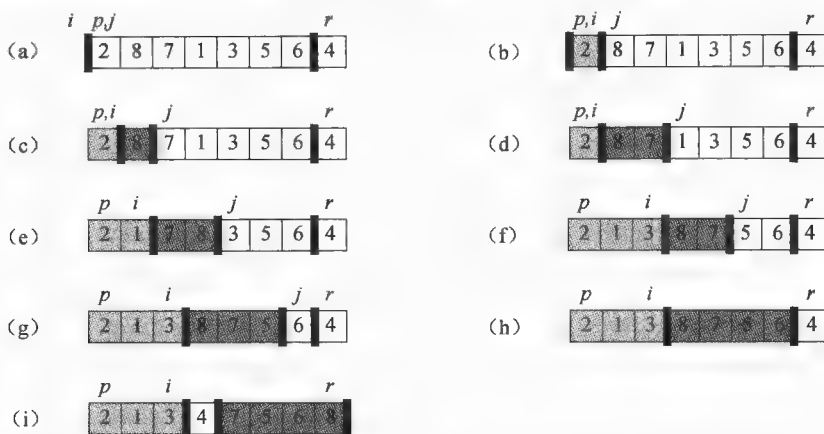 i p,j r
(a) 2 8 7 1 3 5 6 4
p,i j r
(b) 2 8 7 1 3 5 6 4
p,i j r
(c) 2 8 7 1 3 5 6 4
p,i j r
(d) 2 8 7 1 3 5 6 4
p i j r
(e) 2 1 7 8 3 5 6 4
p i j r
(f) 2 1 3 8 7 5 6 4
p i j r
(g) 2 1 3 8 7 5 6 4
p i r
(h) 2 1 3 8 7 5 6 4
p i r
(i) 2 1 3 4 7 5 6 8